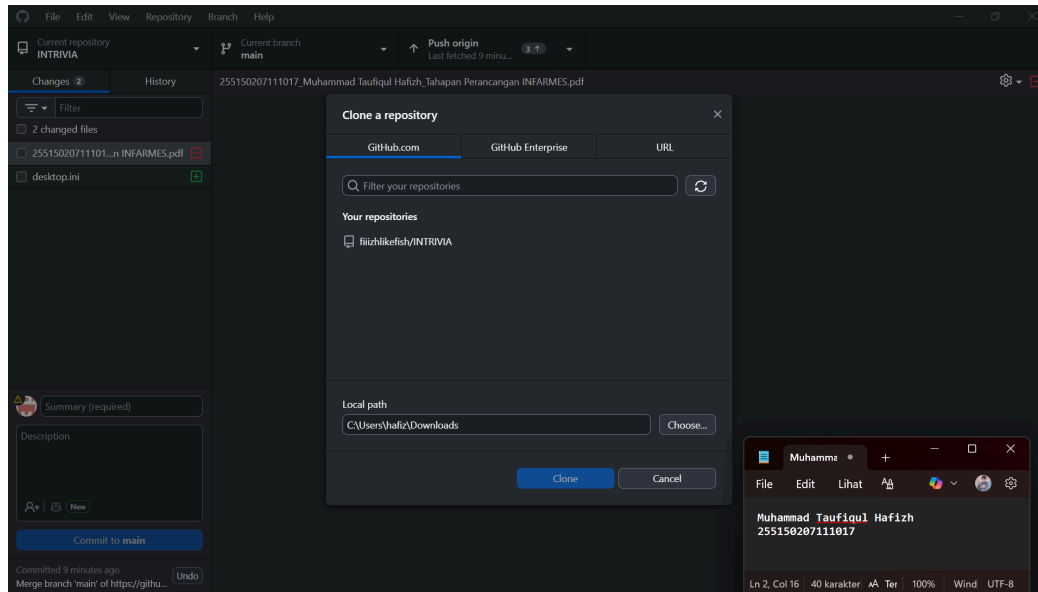 File Edit View Repository Branch Help
Current repository
INTRIVIA
Current branch
main
Push origin
Last fetched 9 minu...
3
Changes 2
History
255150207111017_Muhammad Taufiqul Hafizh_Tahapan Perancangan INFARMES.pdf
Filter
2 changed files
25515020711101...n INFARMES.pdf
desktop.ini
Clone a repository
GitHub.com GitHub Enterprise URL
Filter your repositories
Your repositories
fiiizhlikefish/INTRIVIA
Local path
C:\Users\hafiz\Downloads
Choose...
Clone
Cancel
Summary (required)
Description
New
Commit to main
Committed 9 minutes ago
Merge branch 'main' of https://githu...
Undo
Muhamma
File Edit Lihat
Muhammad Taufiqul Hafizh
255150207111017
Ln 2, Col 16 40 karakter Ter 100% Wind UTF-8